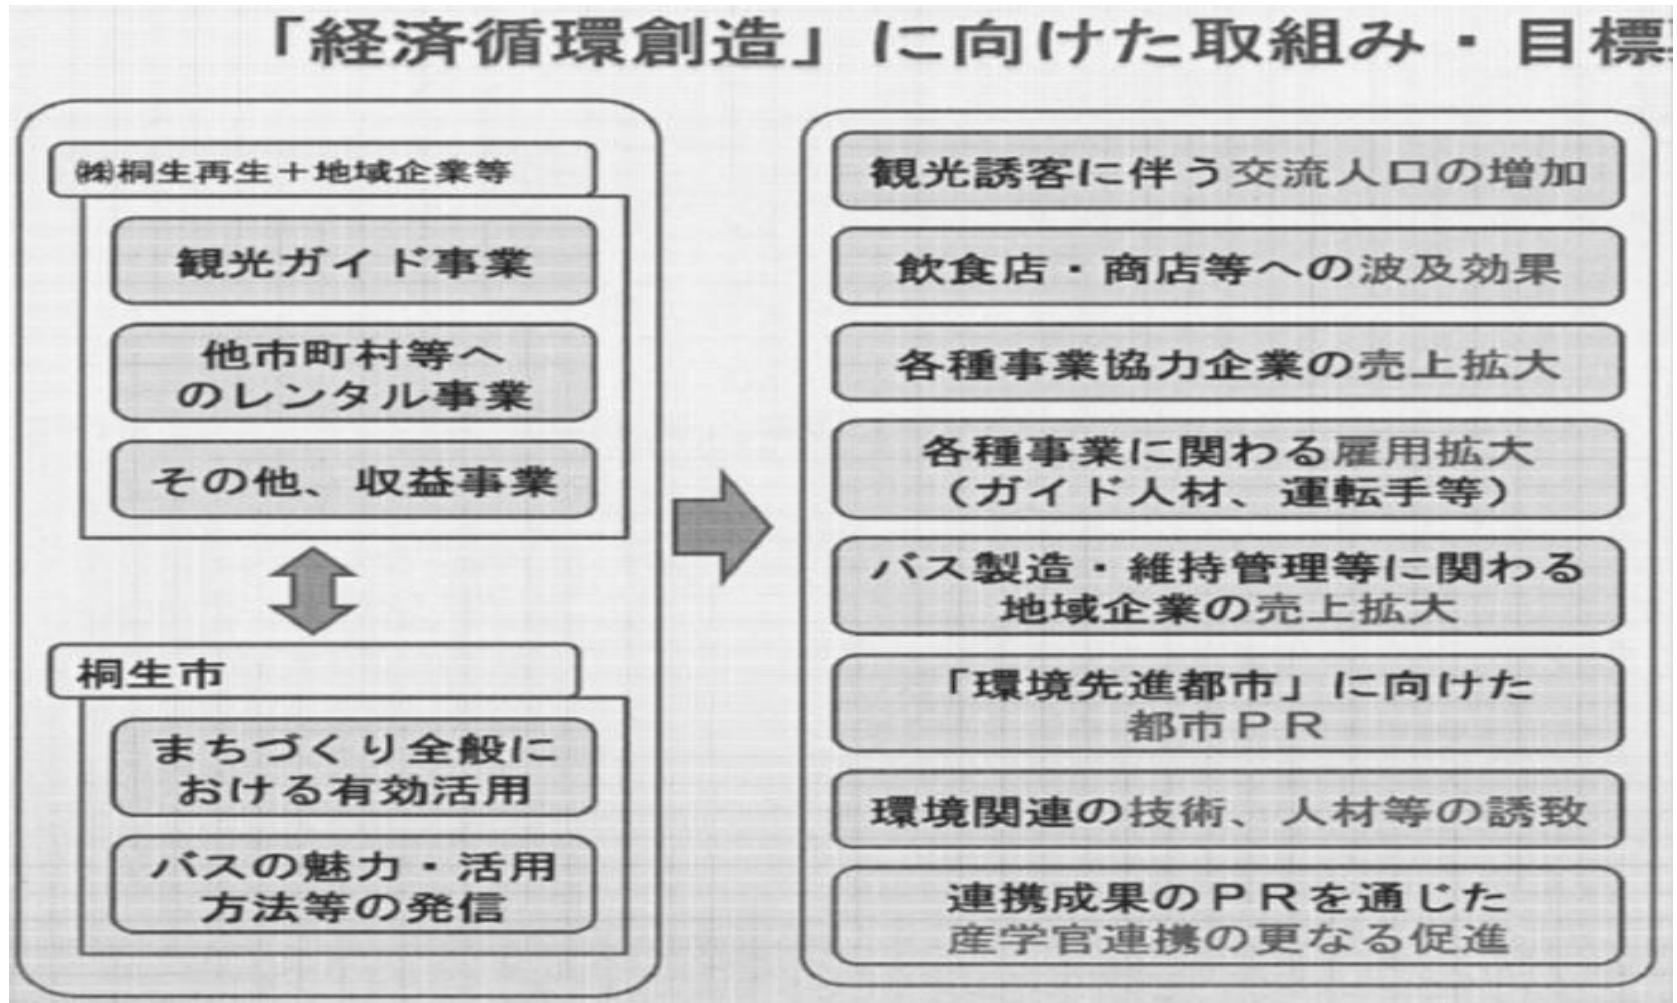 「経済循環創造」に向けた取組み・目標
㈱桐生再生＋地域企業等
観光ガイド事業
他市町村等へ
のレンタル事業
その他、収益事業
桐生市
まちづくり全般に
おける有効活用
バスの魅力・活用
方法等の発信
観光誘客に伴う交流人口の増加
飲食店・商店等への波及効果
各種事業協力企業の売上拡大
各種事業に関わる雇用拡大
（ガイド人材、運転手等）
バス製造・維持管理等に関わる
地域企業の売上拡大
「環境先進都市」に向けた
都市ＰＲ
環境関連の技術、人材等の誘致
連携成果のＰＲを通じた
産学官連携の更なる促進